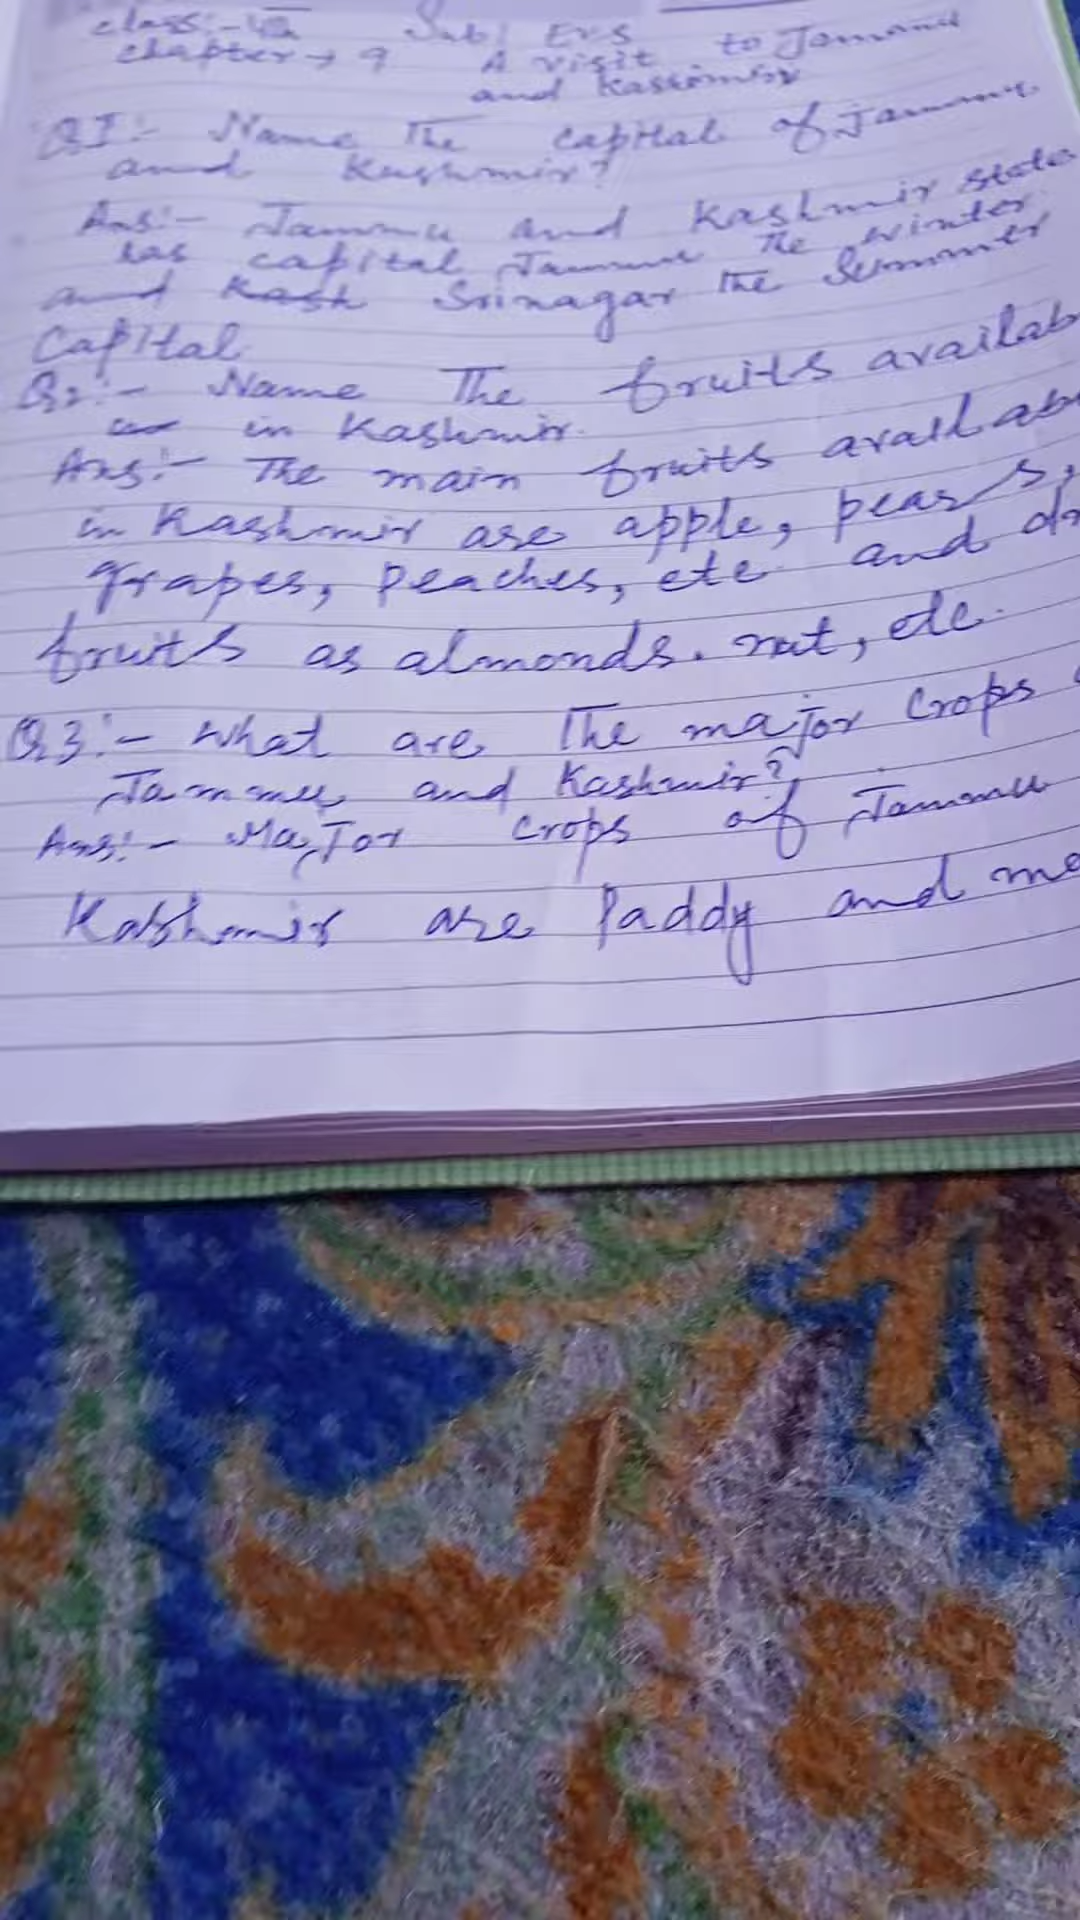 class:- Sub/ EVS
chapter → 9 A visit to Jammu
and Kashmir
Q1:- Name The capital of Jammu
and Kashmir?
Ans:- Jammu and Kashmir state
has capital Jammu The winter
and Kash Srinagar The Summer
Capital
Q2:- Name The fruits availab
in Kashmir.
Ans:- The main fruits availab
in Kashmir are apple, pears,
grapes, peaches, etc and dr
fruits as almonds. nut, etc.
Q3:- What are The major Crops
Jammu and Kashmir?
Ans:- Major Crops of Jammu
Kashmir are Paddy and